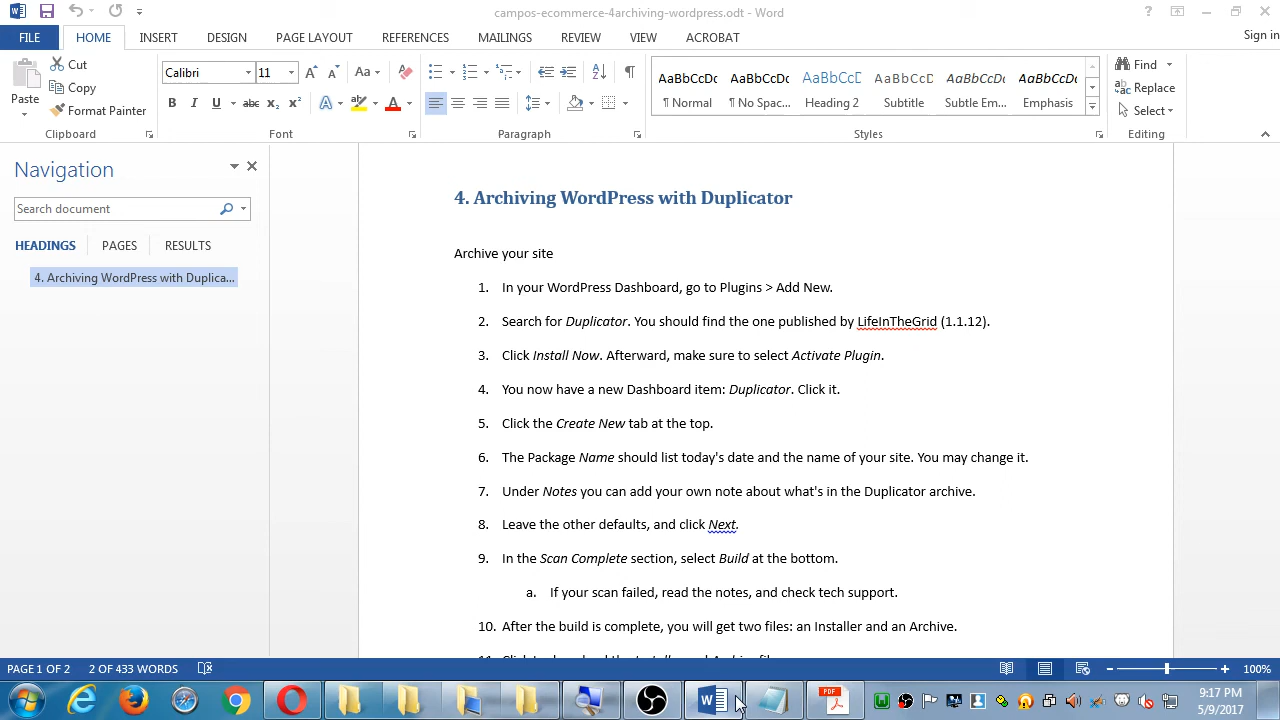 campos-ecommerce-4archiving-wordpress.odt - Word
FILE HOME INSERT DESIGN PAGE LAYOUT REFERENCES MAILINGS REVIEW VIEW ACROBAT Sign in
Paste Cut Copy Format Painter
Calibri 11
AaBbCcDc AaBbCcDc AaBbCcD AaBbCcDc AaBbCcDc AaBbCcDc
¶ Normal ¶ No Spac... Heading 2 Subtitle Subtle Em... Emphasis
Find Replace Select
Clipboard Font Paragraph Styles Editing
Navigation
Search document
HEADINGS PAGES RESULTS
4. Archiving WordPress with Duplica...
4. Archiving WordPress with Duplicator
Archive your site
1. In your WordPress Dashboard, go to Plugins > Add New.
2. Search for Duplicator. You should find the one published by LifeInTheGrid (1.1.12).
3. Click Install Now. Afterward, make sure to select Activate Plugin.
4. You now have a new Dashboard item: Duplicator. Click it.
5. Click the Create New tab at the top.
6. The Package Name should list today's date and the name of your site. You may change it.
7. Under Notes you can add your own note about what's in the Duplicator archive.
8. Leave the other defaults, and click Next.
9. In the Scan Complete section, select Build at the bottom.
a. If your scan failed, read the notes, and check tech support.
10. After the build is complete, you will get two files: an Installer and an Archive.
PAGE 1 OF 2 2 OF 433 WORDS 100%
9:17 PM
5/9/2017